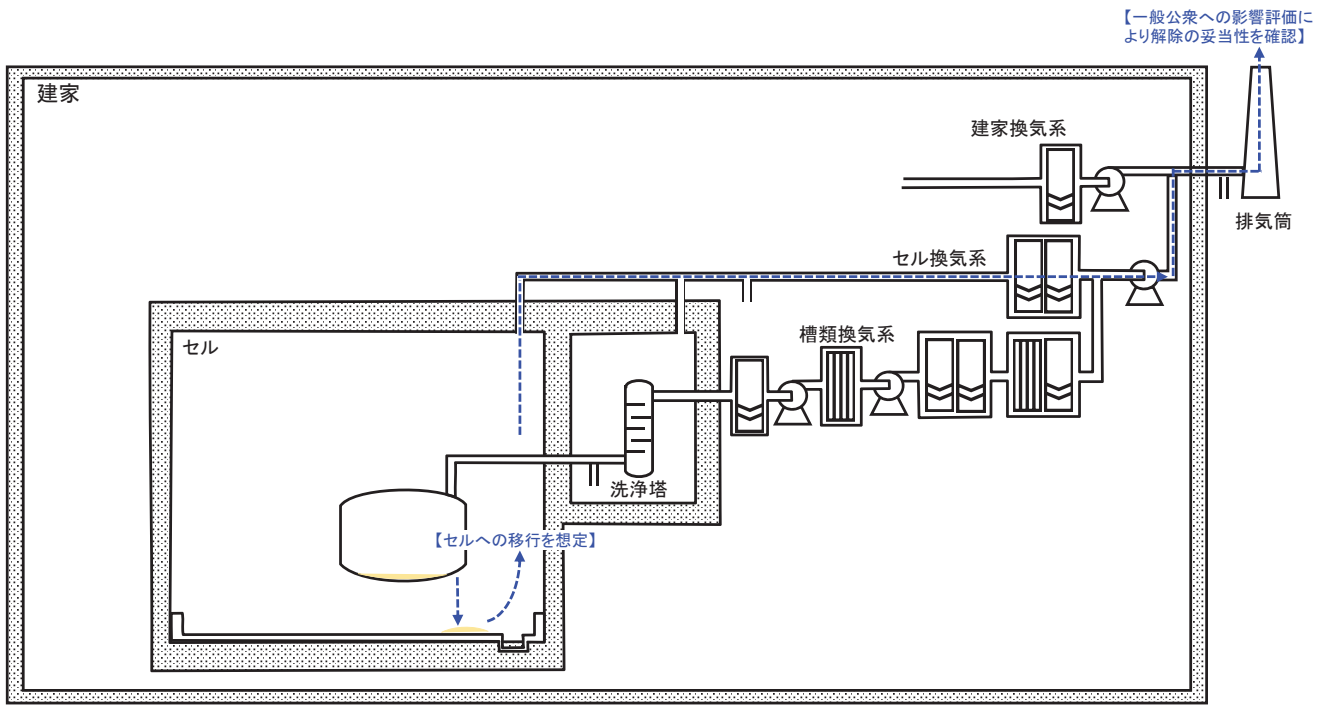 【一般公衆への影響評価に
より解除の妥当性を確認】
建家
建家換気系
排気筒
セル換気系
槽類換気系
セル
洗浄塔
【セルへの移行を想定】